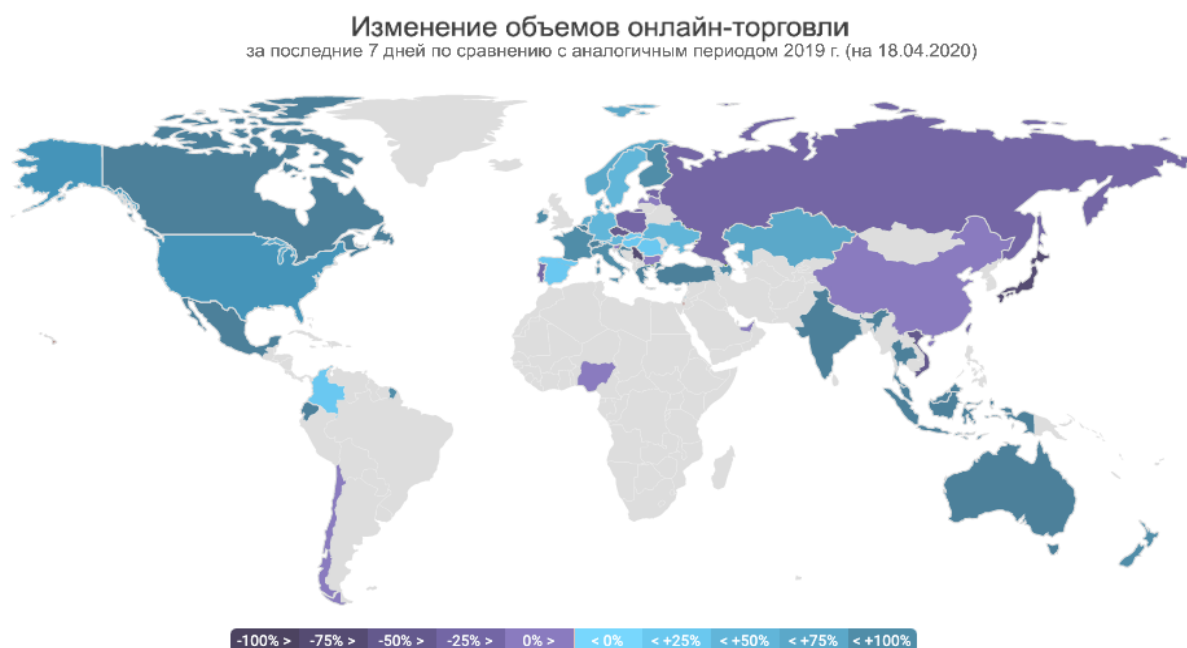 Изменение объемов онлайн-торговли
за последние 7 дней по сравнению с аналогичным периодом 2019 г. (на 18.04.2020)
-100% > -75% > -50% > -25% > 0% > < 0% < +25% < +50% < +75% < +100%